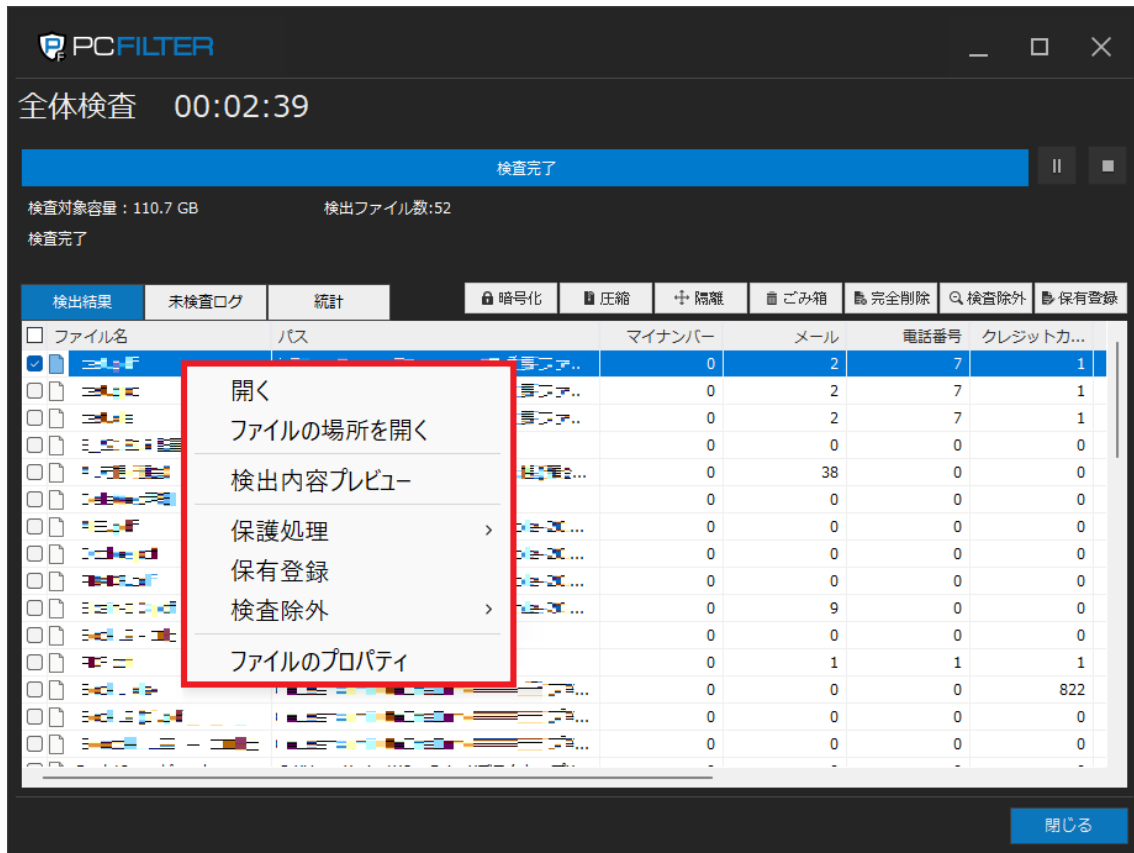 PCFILTER
全体検査 00:02:39
検査完了
検査対象容量：110.7 GB 検出ファイル数:52
検査完了
検出結果 未検査ログ 統計 暗号化 圧縮 隔離 ごみ箱 完全削除 検査除外 保有登録
ファイル名 パス マイナンバー メール 電話番号 クレジットカ...
0 2 7 1
0 2 7 1
0 2 7 1
0 0 0 0
0 38 0 0
0 0 0 0
0 0 0 0
0 0 0 0
0 0 0 0
0 9 0 0
0 0 0 0
0 1 1 1
0 0 0 822
0 0 0 0
0 0 0 0
開く
ファイルの場所を開く
検出内容プレビュー
保護処理
保有登録
検査除外
ファイルのプロパティ
閉じる